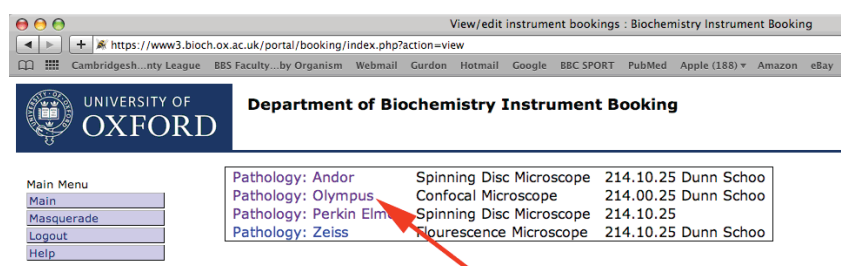 View/edit instrument bookings : Biochemistry Instrument Booking
https://www3.bioch.ox.ac.uk/portal/booking/index.php?action=view
Cambridgesh...nty League BBS Faculty...by Organism Webmail Gurdon Hotmail Google BBC SPORT PubMed Apple (188) Amazon eBay
UNIVERSITY OF
OXFORD
Department of Biochemistry Instrument Booking
Main Menu
Main
Masquerade
Logout
Help
Pathology: Andor Spinning Disc Microscope 214.10.25 Dunn Schoo
Pathology: Olympus Confocal Microscope 214.00.25 Dunn Schoo
Pathology: Perkin Elm Spinning Disc Microscope 214.10.25
Pathology: Zeiss Flourescence Microscope 214.10.25 Dunn Schoo